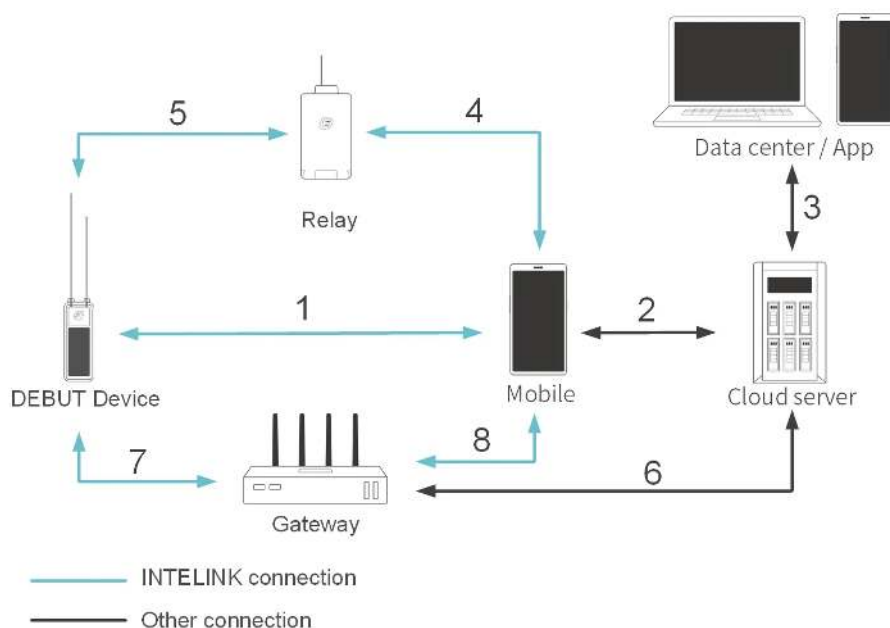 5
4
Data center / App
3
Relay
1
2
DEBUT Device
Mobile
Cloud server
7
8
6
Gateway
INTELINK connection
Other connection